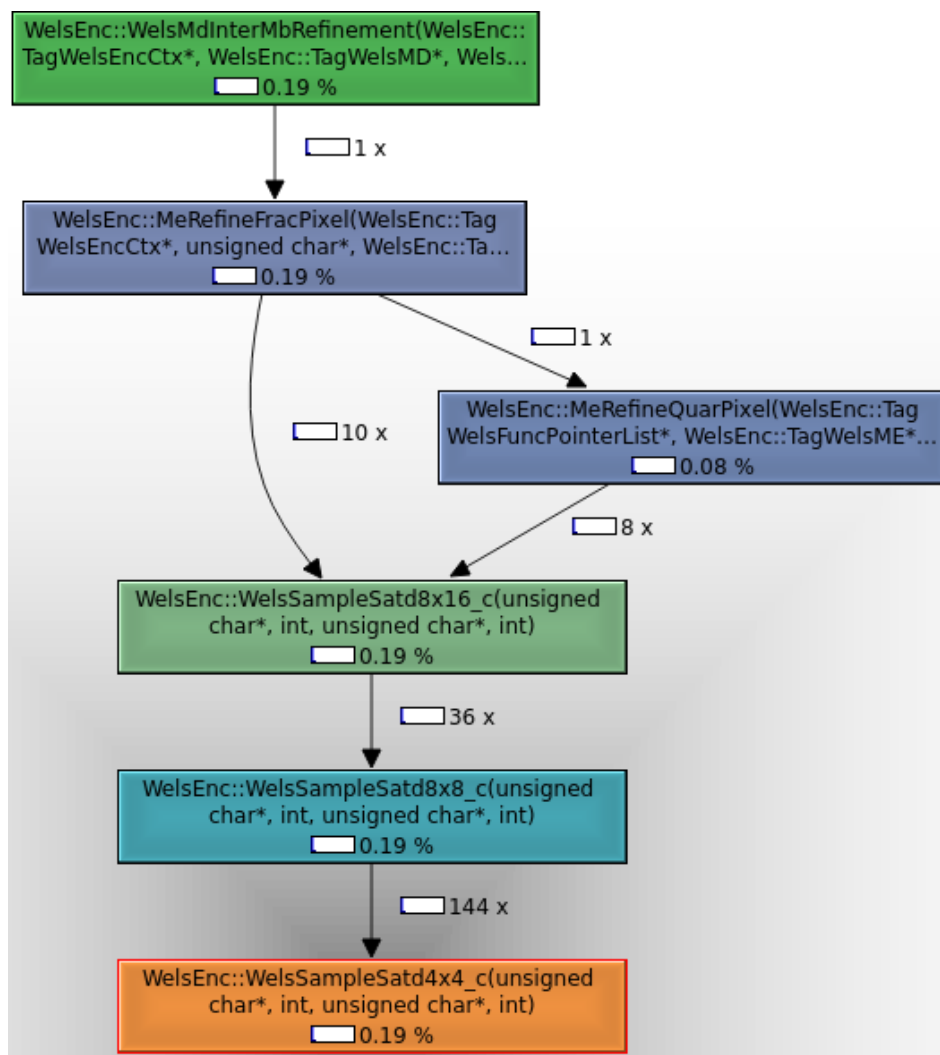 WelsEnc::WelsMdInterMbRefinement(WelsEnc::
TagWelsEncCtx*, WelsEnc::TagWelsMD*, Wels...
0.19 %
1 x
WelsEnc::MeRefineFracPixel(WelsEnc::Tag
WelsEncCtx*, unsigned char*, WelsEnc::Ta...
0.19 %
1 x
WelsEnc::MeRefineQuarPixel(WelsEnc::Tag
WelsFuncPointerList*, WelsEnc::TagWelsME*...
0.08 %
10 x
8 x
WelsEnc::WelsSampleSatd8x16_c(unsigned
char*, int, unsigned char*, int)
0.19 %
36 x
WelsEnc::WelsSampleSatd8x8_c(unsigned
char*, int, unsigned char*, int)
0.19 %
144 x
WelsEnc::WelsSampleSatd4x4_c(unsigned
char*, int, unsigned char*, int)
0.19 %